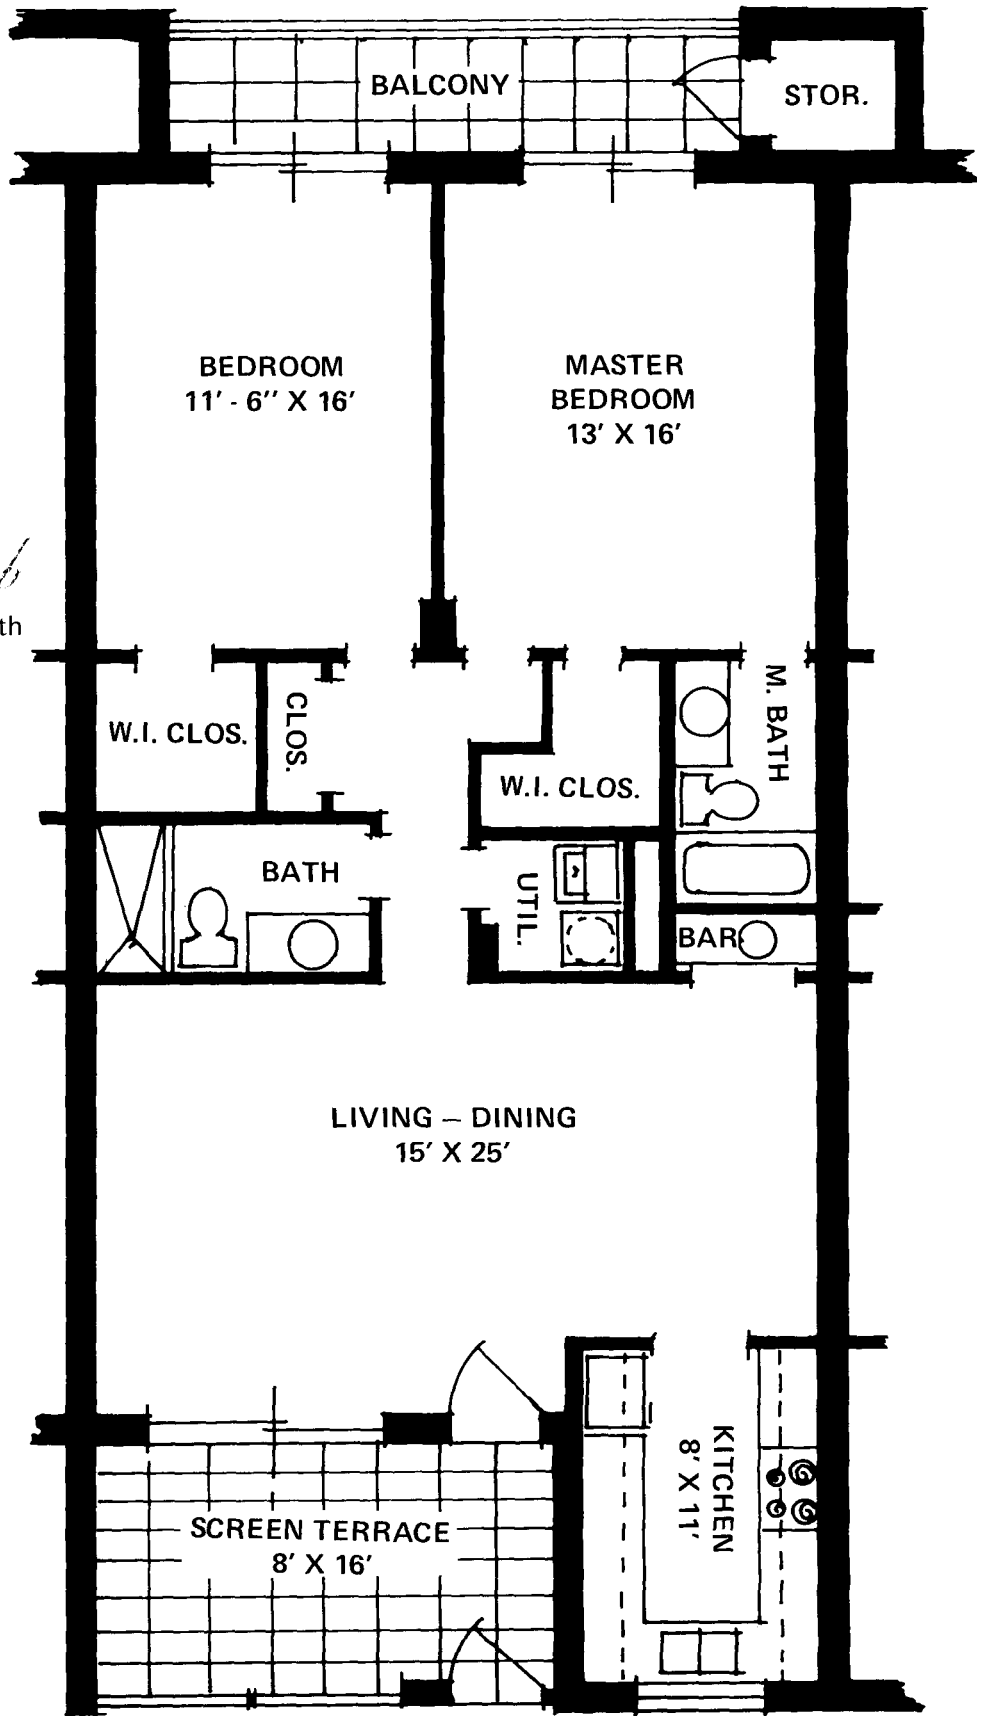 BALCONY
STOR.
BEDROOM
11' - 6'' X 16'
MASTER
BEDROOM
13' X 16'
th
W.I. CLOS.
CLOS.
W.I. CLOS.
M. BATH
BATH
UTIL.
BAR
LIVING – DINING
15' X 25'
KITCHEN
8' X 11'
SCREEN TERRACE
8' X 16'